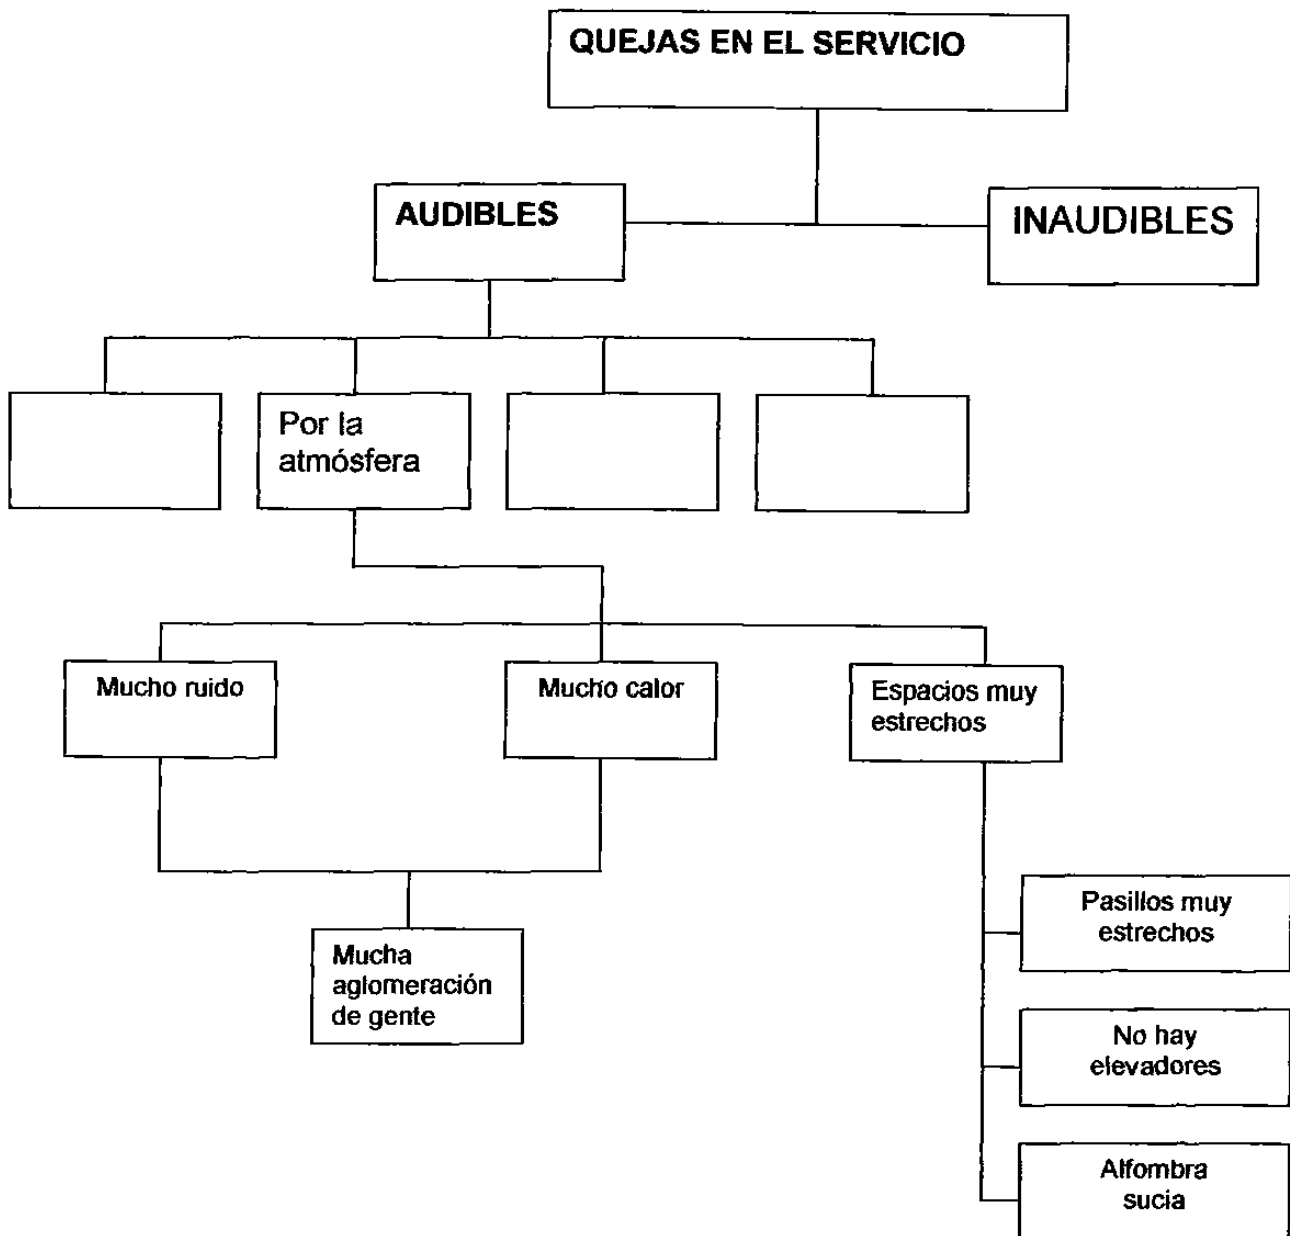 QUEJAS EN EL SERVICIO
AUDIBLES
INAUDIBLES
Por la
atmósfera
Mucho ruido
Mucho calor
Espacios muy
estrechos
Pasillos muy
estrechos
Mucha
aglomeración
de gente
No hay
elevadores
Alfombra
sucia